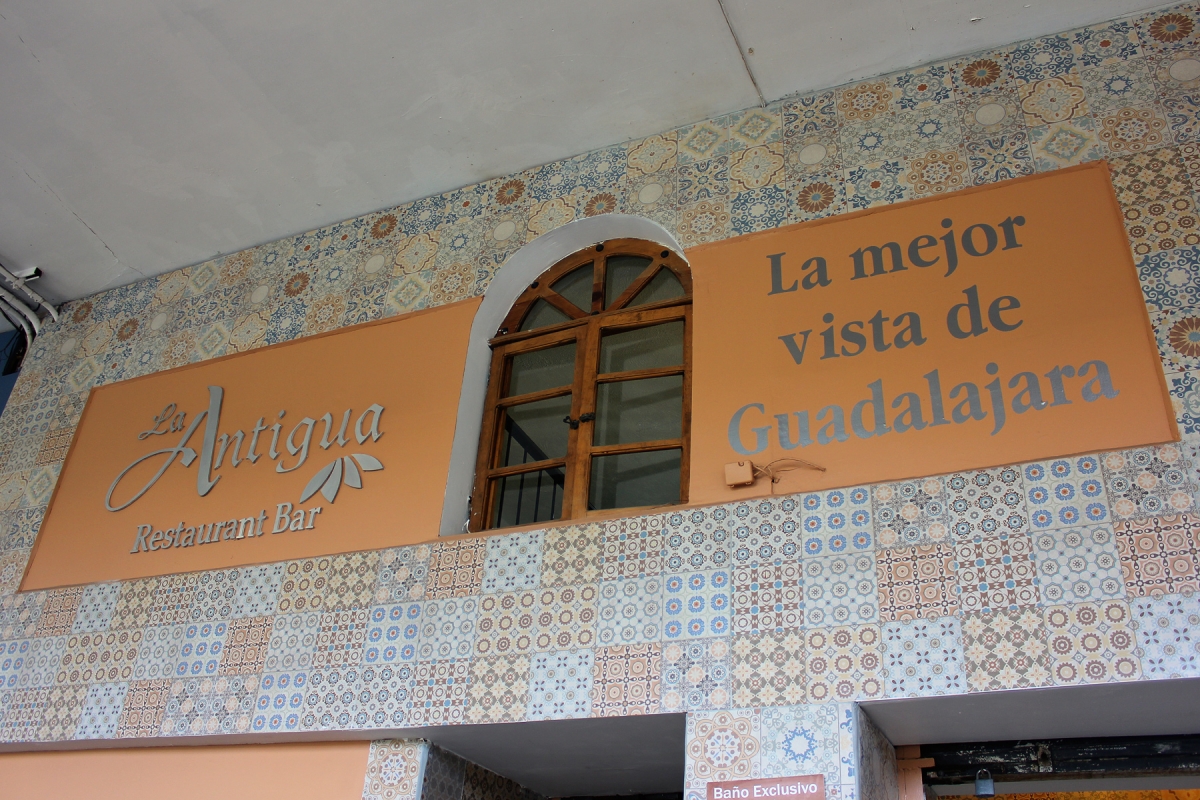 La
Antigua
Restaurant Bar
La mejor
vista de
Guadalajara
Baño Exclusivo